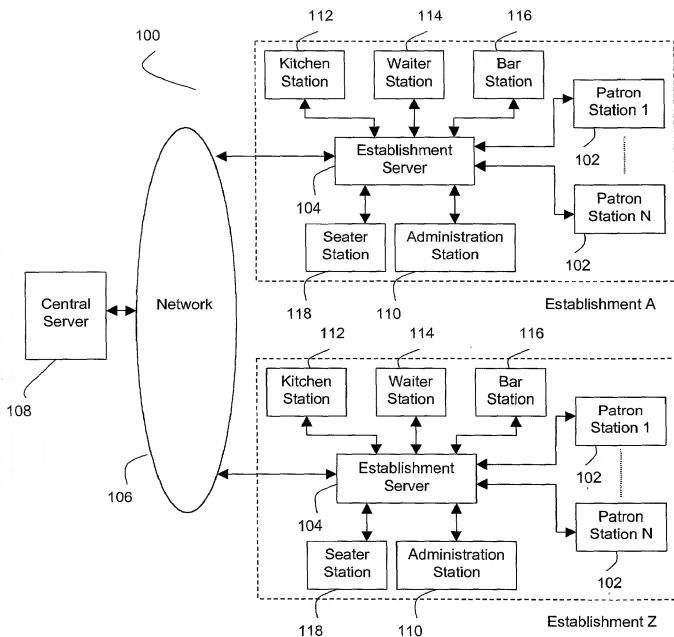 112
114
116
100
Kitchen
Station
Waiter
Station
Bar
Station
Patron
Station 1
102
Establishment
Server
104
Patron
Station N
102
Seater
Station
Administration
Station
118
110
Establishment A
Central
Server
108
Network
106
112
114
116
Kitchen
Station
Waiter
Station
Bar
Station
Patron
Station 1
102
Establishment
Server
104
Patron
Station N
102
Seater
Station
Administration
Station
118
110
Establishment Z